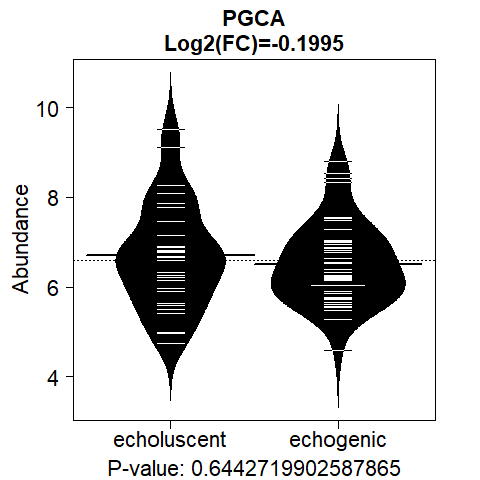 PGCA
Log2(FC)=-0.1995
Abundance
10
8
6
4
echoluscent echogenic
P-value: 0.6442719902587865